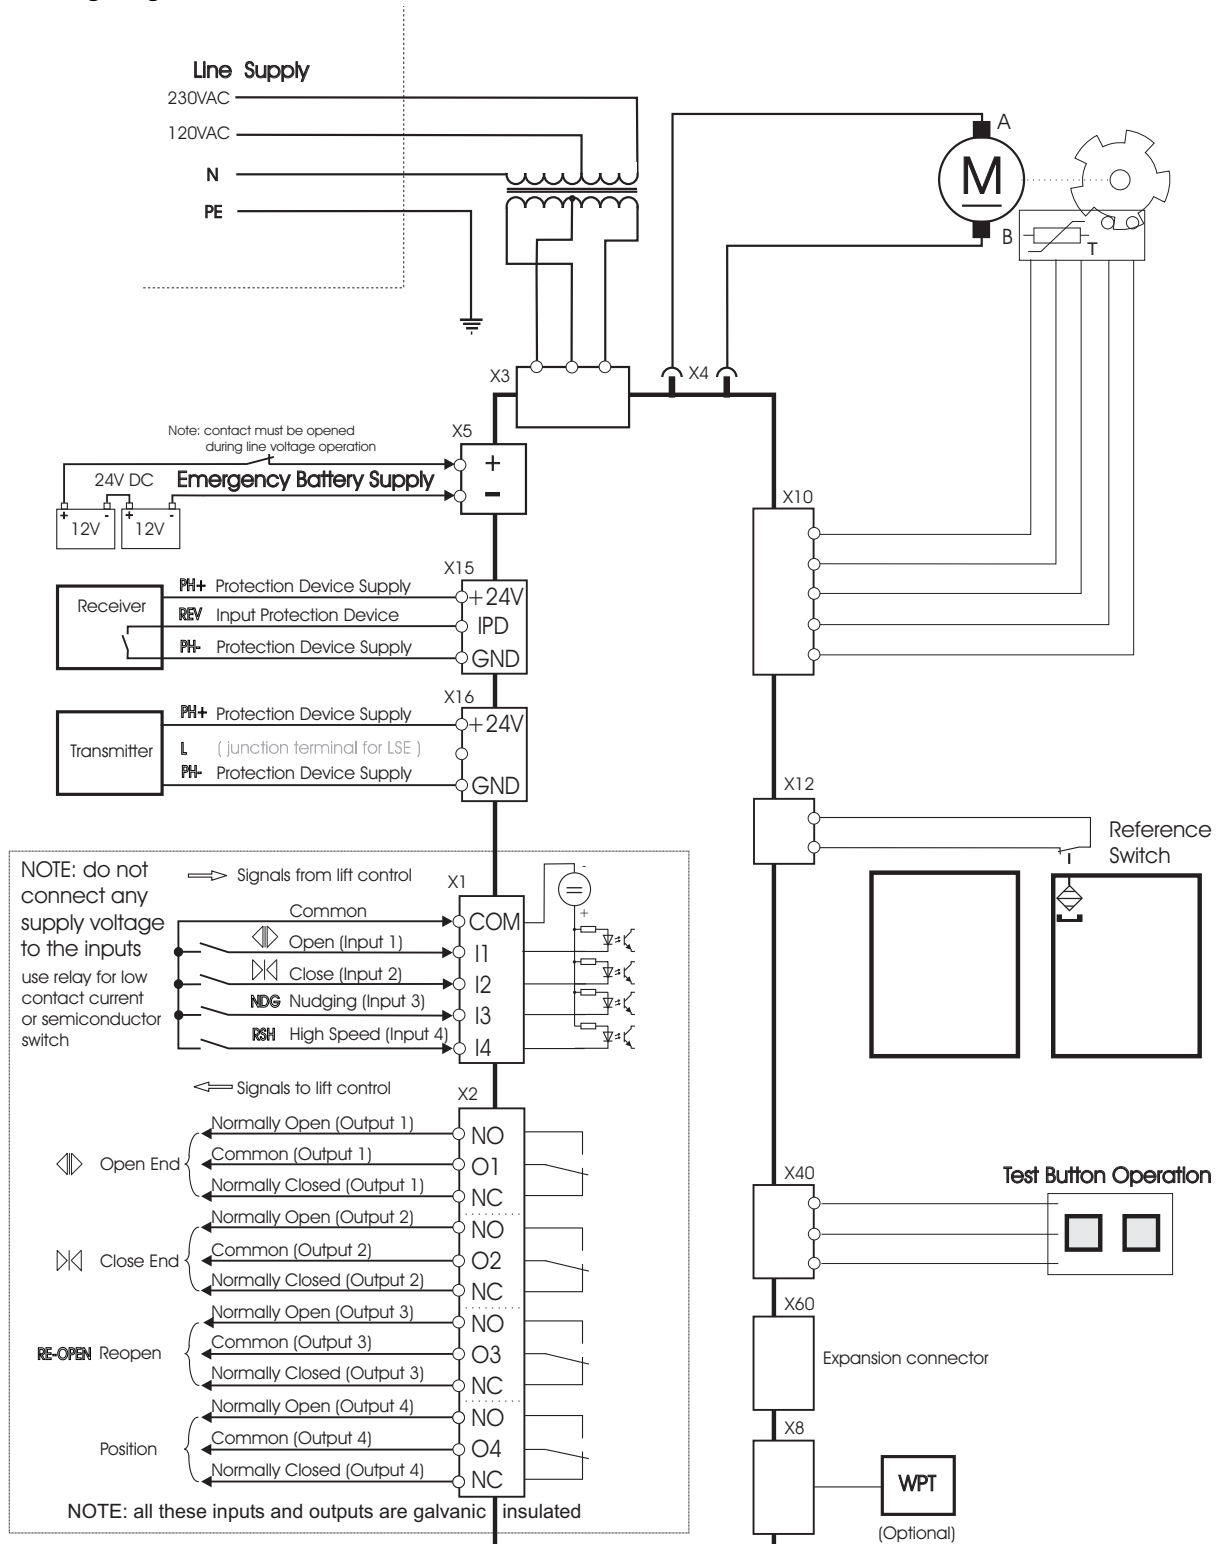 Line Supply
230VAC
120VAC
N
PE
A
M
B
T
X3
X4
Note: contact must be opened
during line voltage operation
X5
+
-
24V DC
Emergency Battery Supply
+ - + -
12V 12V
X10
X15
Receiver
PH+ Protection Device Supply
+24V
REV Input Protection Device
IPD
PH- Protection Device Supply
GND
X16
Transmitter
PH+ Protection Device Supply
+24V
L ( junction terminal for LSE )
PH- Protection Device Supply
GND
X12
Reference
Switch
NOTE: do not
connect any
supply voltage
to the inputs
use relay for low
contact current
or semiconductor
switch
Signals from lift control
X1
-
+
Common
COM
Open (Input 1)
I1
Close (Input 2)
I2
NDG Nudging (Input 3)
I3
RSH High Speed (Input 4)
I4
Signals to lift control
X2
Normally Open (Output 1)
NO
Open End
Common (Output 1)
O1
Normally Closed (Output 1)
NC
Normally Open (Output 2)
NO
Close End
Common (Output 2)
O2
Normally Closed (Output 2)
NC
Normally Open (Output 3)
NO
RE-OPEN Reopen
Common (Output 3)
O3
Normally Closed (Output 3)
NC
Normally Open (Output 4)
NO
Position
Common (Output 4)
O4
Normally Closed (Output 4)
NC
NOTE: all these inputs and outputs are galvanic insulated
X40
Test Button Operation
X60
Expansion connector
X8
WPT
(Optional)